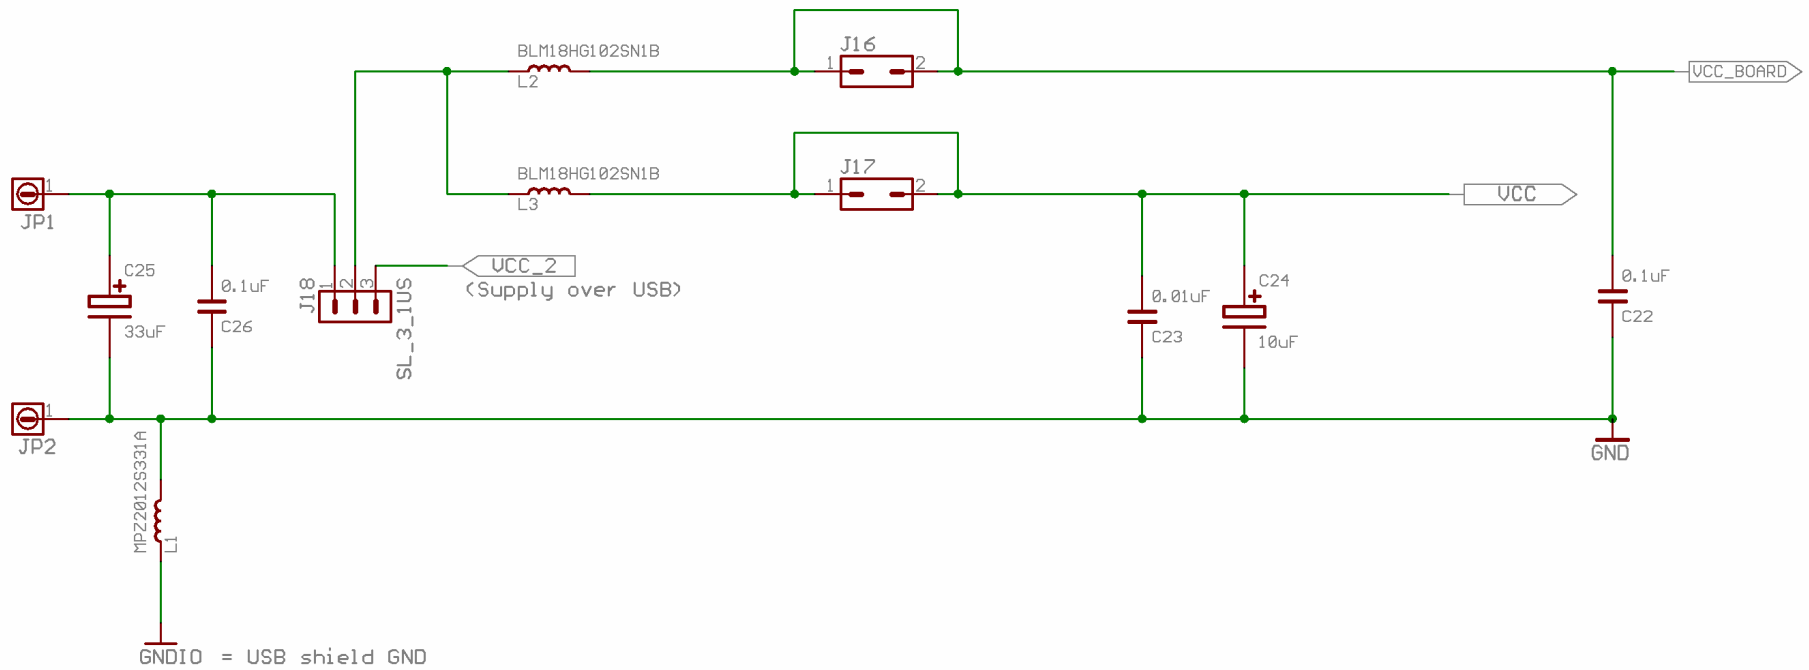 J16
BLM18HG102SN1B
1
2
VCC_BOARD
L2
J17
BLM18HG102SN1B
1
2
1
VCC
L3
JP1
C25
+
33uF
0.1uF
C26
J18
1
2
3
SL_3_1US
VCC_2
(Supply over USB)
0.01uF
C23
C24
+
10uF
0.1uF
C22
1
JP2
GND
MPZ2012S331A
L1
GNDIO = USB shield GND